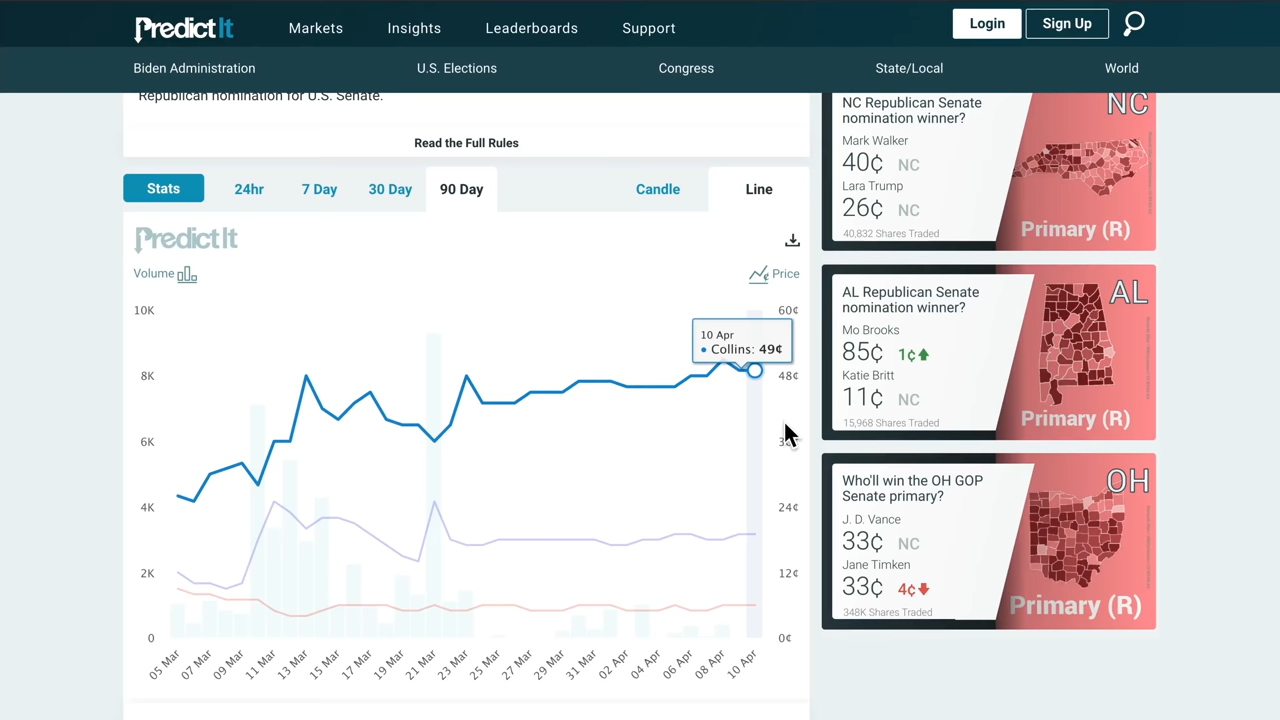 PredictIt
Markets
Insights
Leaderboards
Support
Login
Sign Up
Biden Administration
U.S. Elections
Congress
State/Local
World
Republican nomination for U.S. Senate.
Read the Full Rules
Stats
24hr
7 Day
30 Day
90 Day
Candle
Line
PredictIt
Volume
Price
10K
8K
6K
4K
2K
0
60¢
48¢
24¢
12¢
0¢
10 Apr
Collins: 49¢
05 Mar
07 Mar
09 Mar
11 Mar
13 Mar
15 Mar
17 Mar
19 Mar
21 Mar
23 Mar
25 Mar
27 Mar
29 Mar
31 Mar
02 Apr
04 Apr
06 Apr
08 Apr
10 Apr
NC Republican Senate
nomination winner?
Mark Walker
40¢ NC
Lara Trump
26¢ NC
40,832 Shares Traded
NC
Primary (R)
AL Republican Senate
nomination winner?
Mo Brooks
85¢ 1¢
Katie Britt
11¢ NC
15,968 Shares Traded
AL
Primary (R)
Who'll win the OH GOP
Senate primary?
J. D. Vance
33¢ NC
Jane Timken
33¢ 4¢
348K Shares Traded
OH
Primary (R)